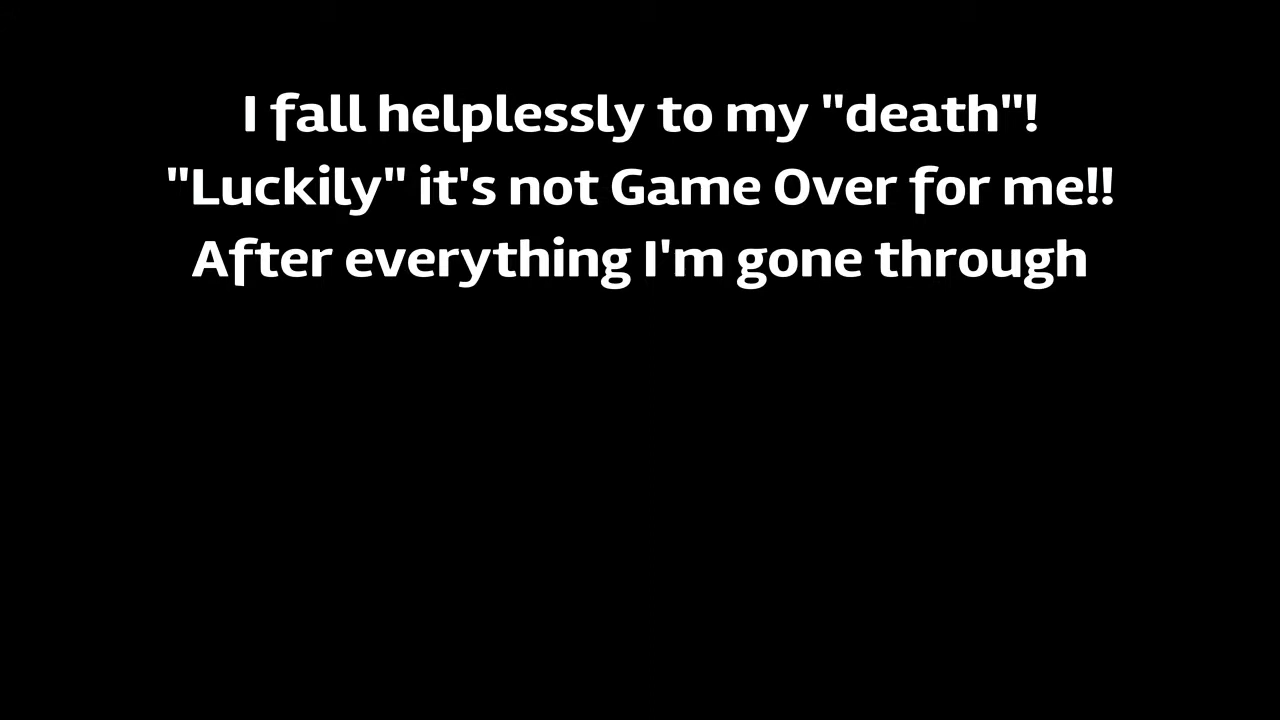 I fall helplessly to my "death"!
"Luckily" it's not Game Over for me!!
After everything I'm gone through